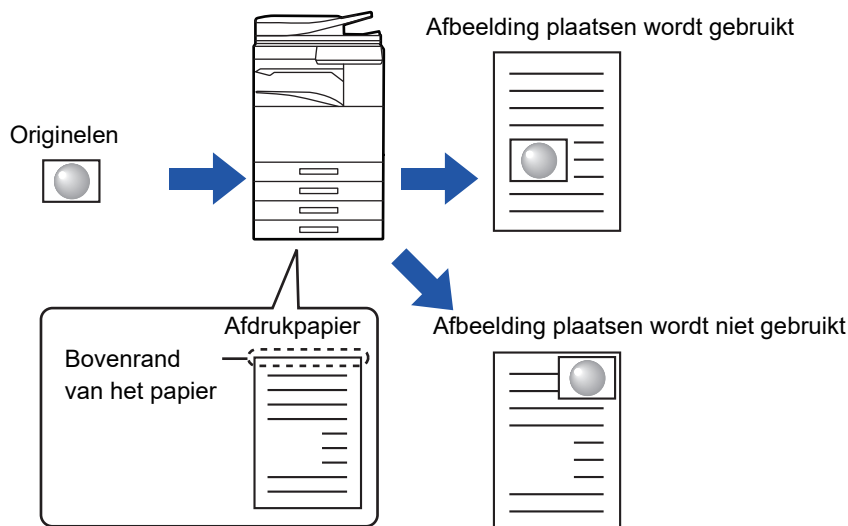 Afbeelding plaatsen wordt gebruikt
Originelen
Afdrukpapier
Bovenrand
van het papier
Afbeelding plaatsen wordt niet gebruikt